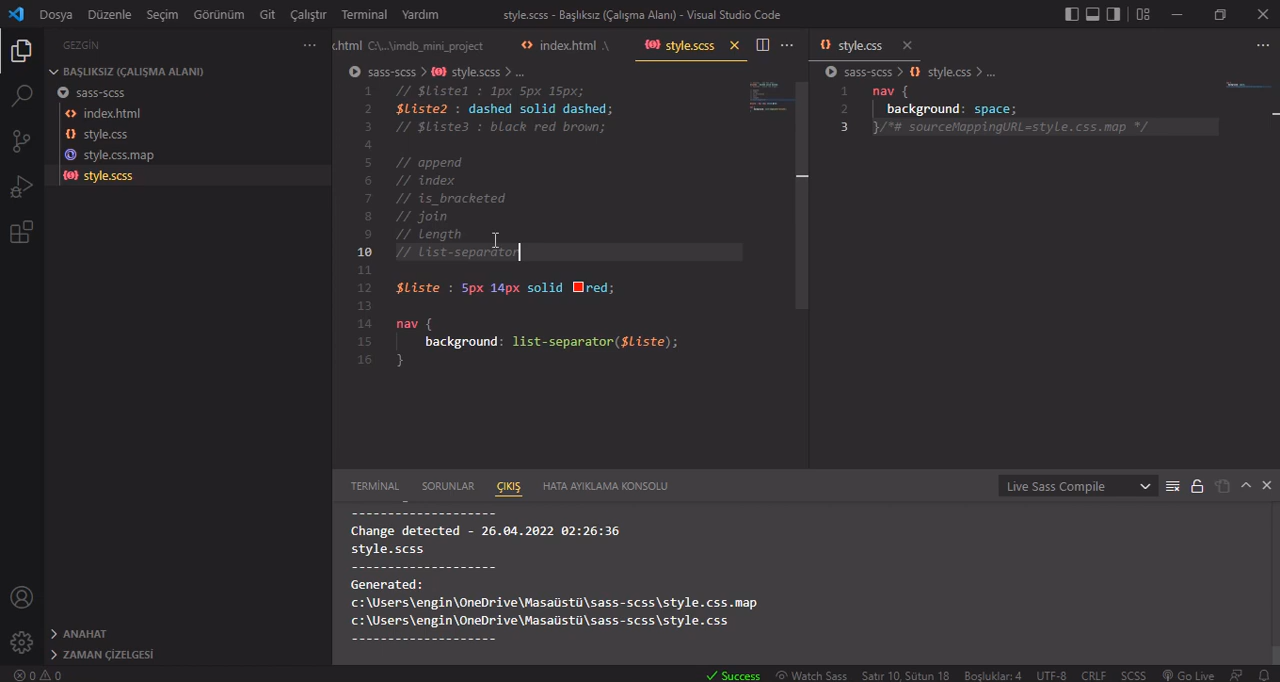 Dosya Düzenle Seçim Görünüm Git Çalıştır Terminal Yardım style.scss - Başlıksız (Çalışma Alanı) - Visual Studio Code
GEZGİN ...
BAŞLIKSIZ (ÇALIŞMA ALANI)
sass-scss
index.html
style.css
style.css.map
style.scss
ANAHAT
ZAMAN ÇİZELGESİ
.html C:\...\imdb_mini_project index.html .\ style.scss
sass-scss > style.scss > ...
1 // $liste1 : 1px 5px 15px;
2 $liste2 : dashed solid dashed;
3 // $liste3 : black red brown;
4
5 // append
6 // index
7 // is_bracketed
8 // join
9 // length
10 // list-separator
11
12 $liste : 5px 14px solid red;
13
14 nav {
15 background: list-separator($liste);
16 }
style.css
sass-scss > style.css > ...
1 nav {
2 background: space;
3 }/*# sourceMappingURL=style.css.map */
TERMİNAL SORUNLAR ÇIKIŞ HATA AYIKLAMA KONSOLU Live Sass Compile
--------------------
Change detected - 26.04.2022 02:26:36
style.scss
--------------------
Generated:
c:\Users\engin\OneDrive\Masaüstü\sass-scss\style.css.map
c:\Users\engin\OneDrive\Masaüstü\sass-scss\style.css
--------------------
0 0 Success Watch Sass Satır 10, Sütun 18 Boşluklar: 4 UTF-8 CRLF SCSS Go Live